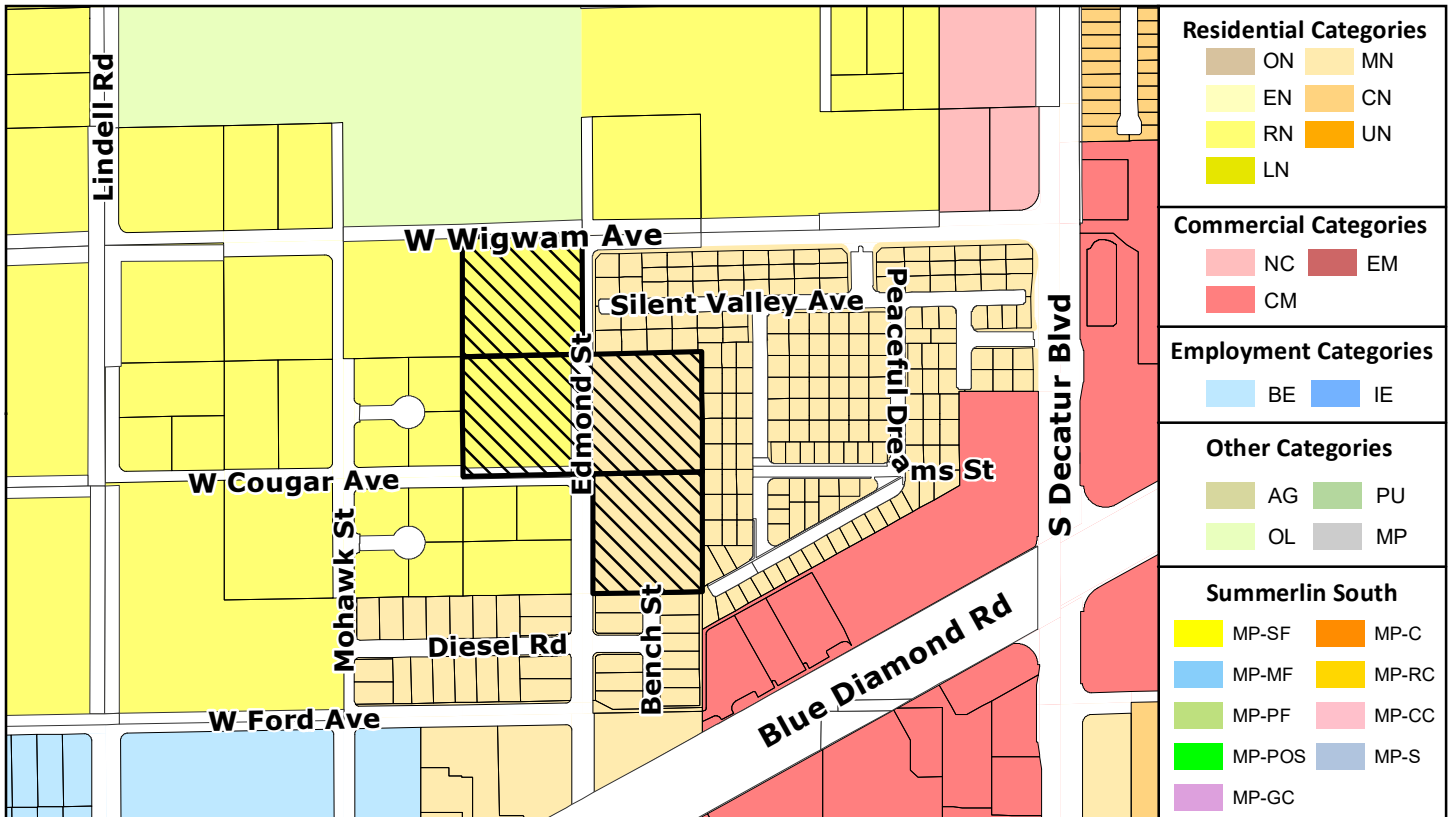 Lindell Rd
W Wigwam Ave
Silent Valley Ave
Peaceful Drea
ms St
S Decatur Blvd
Edmond St
W Cougar Ave
Mohawk St
Diesel Rd
Bench St
Blue Diamond Rd
W Ford Ave
Residential Categories
ON MN
EN CN
RN UN
LN
Commercial Categories
NC EM
CM
Employment Categories
BE IE
Other Categories
AG PU
OL MP
Summerlin South
MP-SF MP-C
MP-MF MP-RC
MP-PF MP-CC
MP-POS MP-S
MP-GC